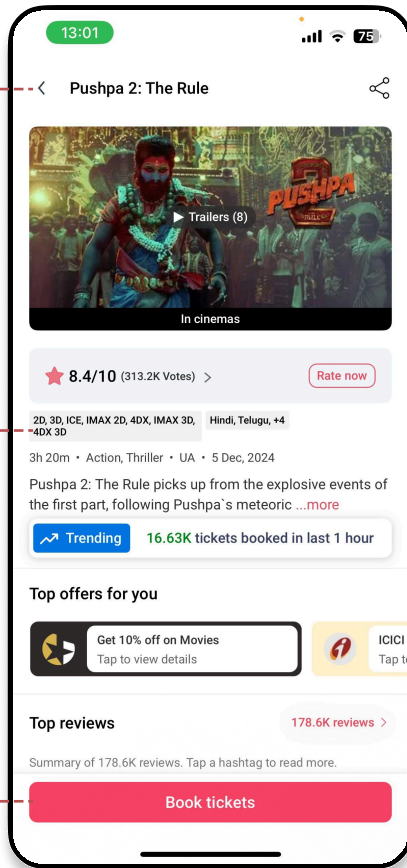 13:01
75
Pushpa 2: The Rule
PUSHPA
2
Trailers (8)
In cinemas
8.4/10 (313.2K Votes)
Rate now
2D, 3D, ICE, IMAX 2D, 4DX, IMAX 3D,
4DX 3D
Hindi, Telugu, +4
3h 20m • Action, Thriller • UA • 5 Dec, 2024
Pushpa 2: The Rule picks up from the explosive events of
the first part, following Pushpa`s meteoric ...more
Trending
16.63K tickets booked in last 1 hour
Top offers for you
Get 10% off on Movies
Tap to view details
ICICI
Tap t
Top reviews
178.6K reviews
Summary of 178.6K reviews. Tap a hashtag to read more.
Book tickets